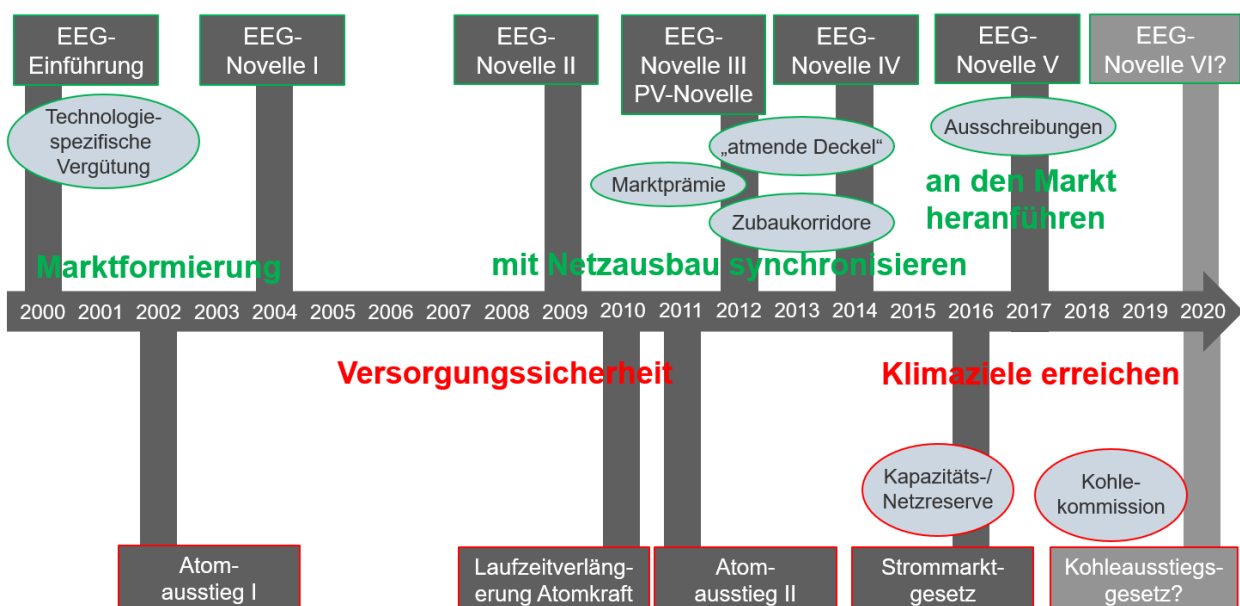 EEG-
Einführung
EEG-
Novelle I
EEG-
Novelle II
EEG-
Novelle III
PV-Novelle
EEG-
Novelle IV
EEG-
Novelle V
EEG-
Novelle VI?
Technologie-
spezifische
Vergütung
Marktprämie
„atmende Deckel“
Zubaukorridore
Ausschreibungen
Marktformierung
mit Netzausbau synchronisieren
an den Markt
heranführen
2000 2001 2002 2003 2004 2005 2006 2007 2008 2009 2010 2011 2012 2013 2014 2015 2016 2017 2018 2019 2020
Versorgungssicherheit
Klimaziele erreichen
Kapazitäts-/
Netzreserve
Kohle-
kommission
Atom-
ausstieg I
Laufzeitverläng-
erung Atomkraft
Atom-
ausstieg II
Strommarkt-
gesetz
Kohleausstiegs-
gesetz?